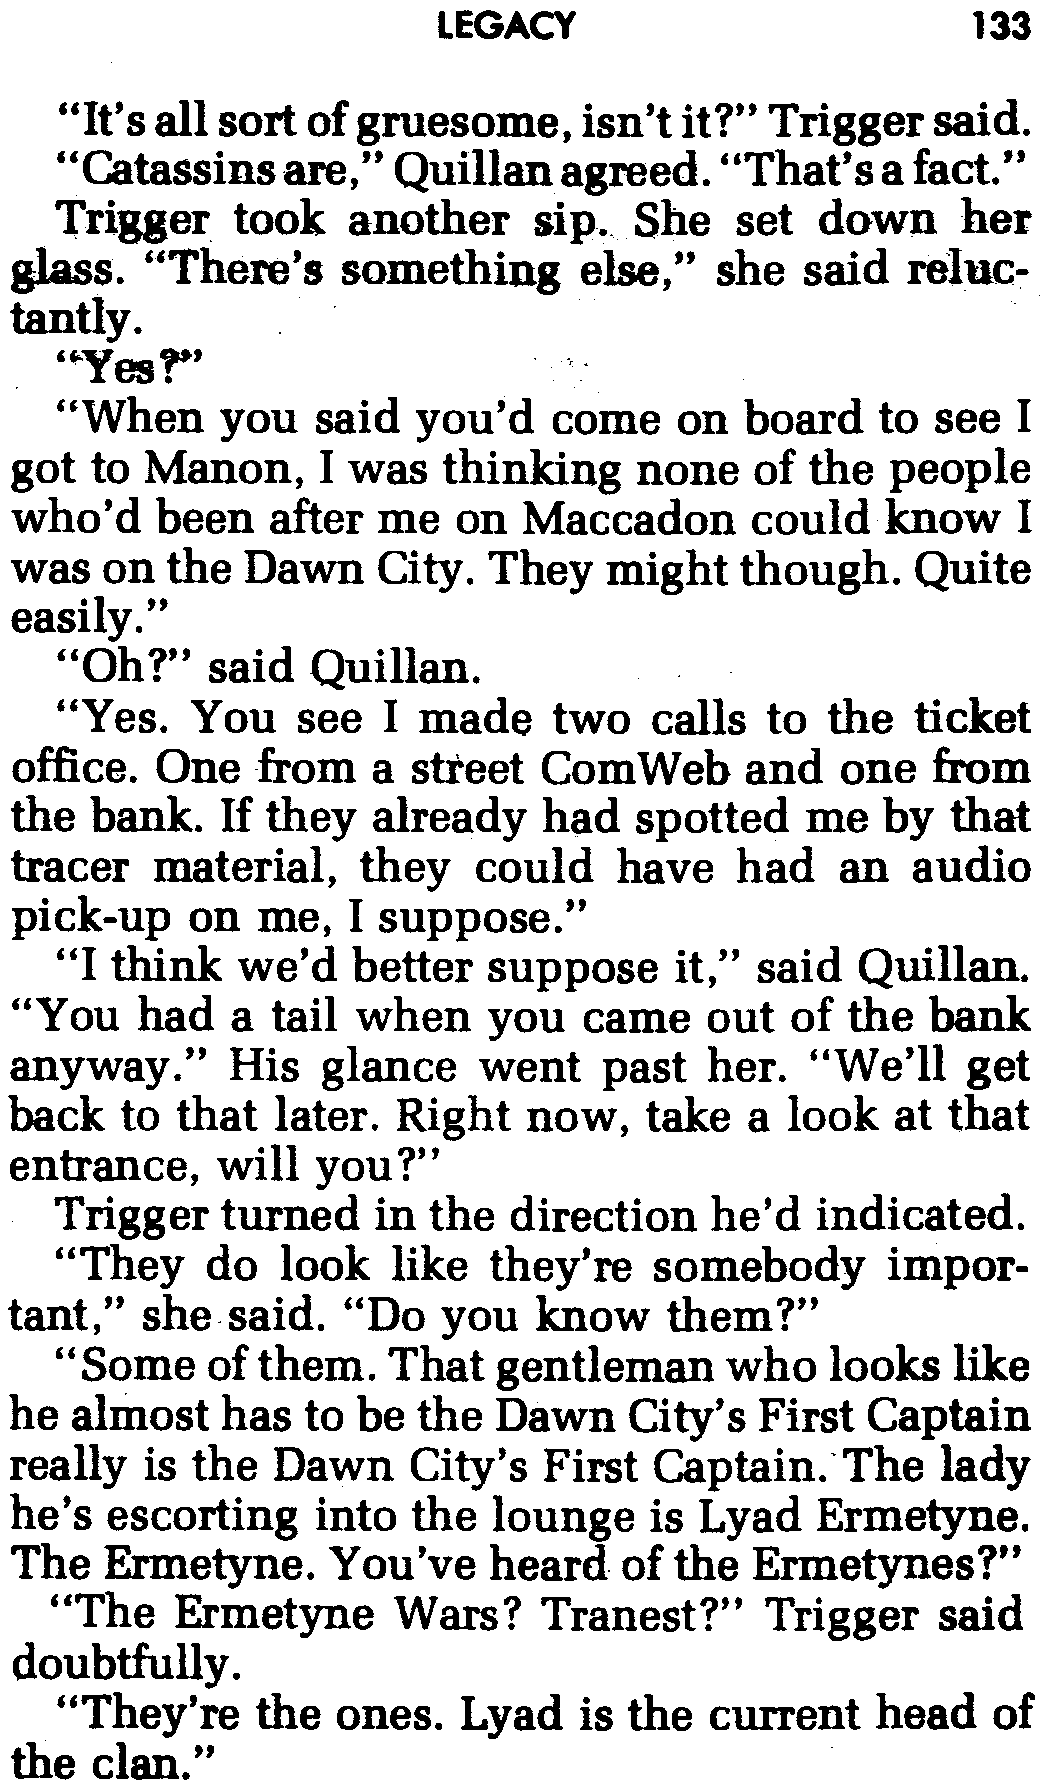 LEGACY 133
“It's all sort of gruesome, isn't it?” Trigger said.
“Catassins are,” Quillan agreed. “That's a fact.”
Trigger took another sip. She set down her
glass. “There's something else,” she said reluc-
tantly.
“Yes?”
“When you said you'd come on board to see I
got to Manon, I was thinking none of the people
who'd been after me on Maccadon could know I
was on the Dawn City. They might though. Quite
easily.”
“Oh?” said Quillan.
“Yes. You see I made two calls to the ticket
office. One from a street ComWeb and one from
the bank. If they already had spotted me by that
tracer material, they could have had an audio
pick-up on me, I suppose.”
“I think we'd better suppose it,” said Quillan.
“You had a tail when you came out of the bank
anyway.” His glance went past her. “We'll get
back to that later. Right now, take a look at that
entrance, will you?”
Trigger turned in the direction he'd indicated.
“They do look like they're somebody impor-
tant,” she said. “Do you know them?”
“Some of them. That gentleman who looks like
he almost has to be the Dawn City's First Captain
really is the Dawn City's First Captain. The lady
he's escorting into the lounge is Lyad Ermetyne.
The Ermetyne. You've heard of the Ermetynes?”
“The Ermetyne Wars? Tranest?” Trigger said
doubtfully.
“They're the ones. Lyad is the current head of
the clan.”